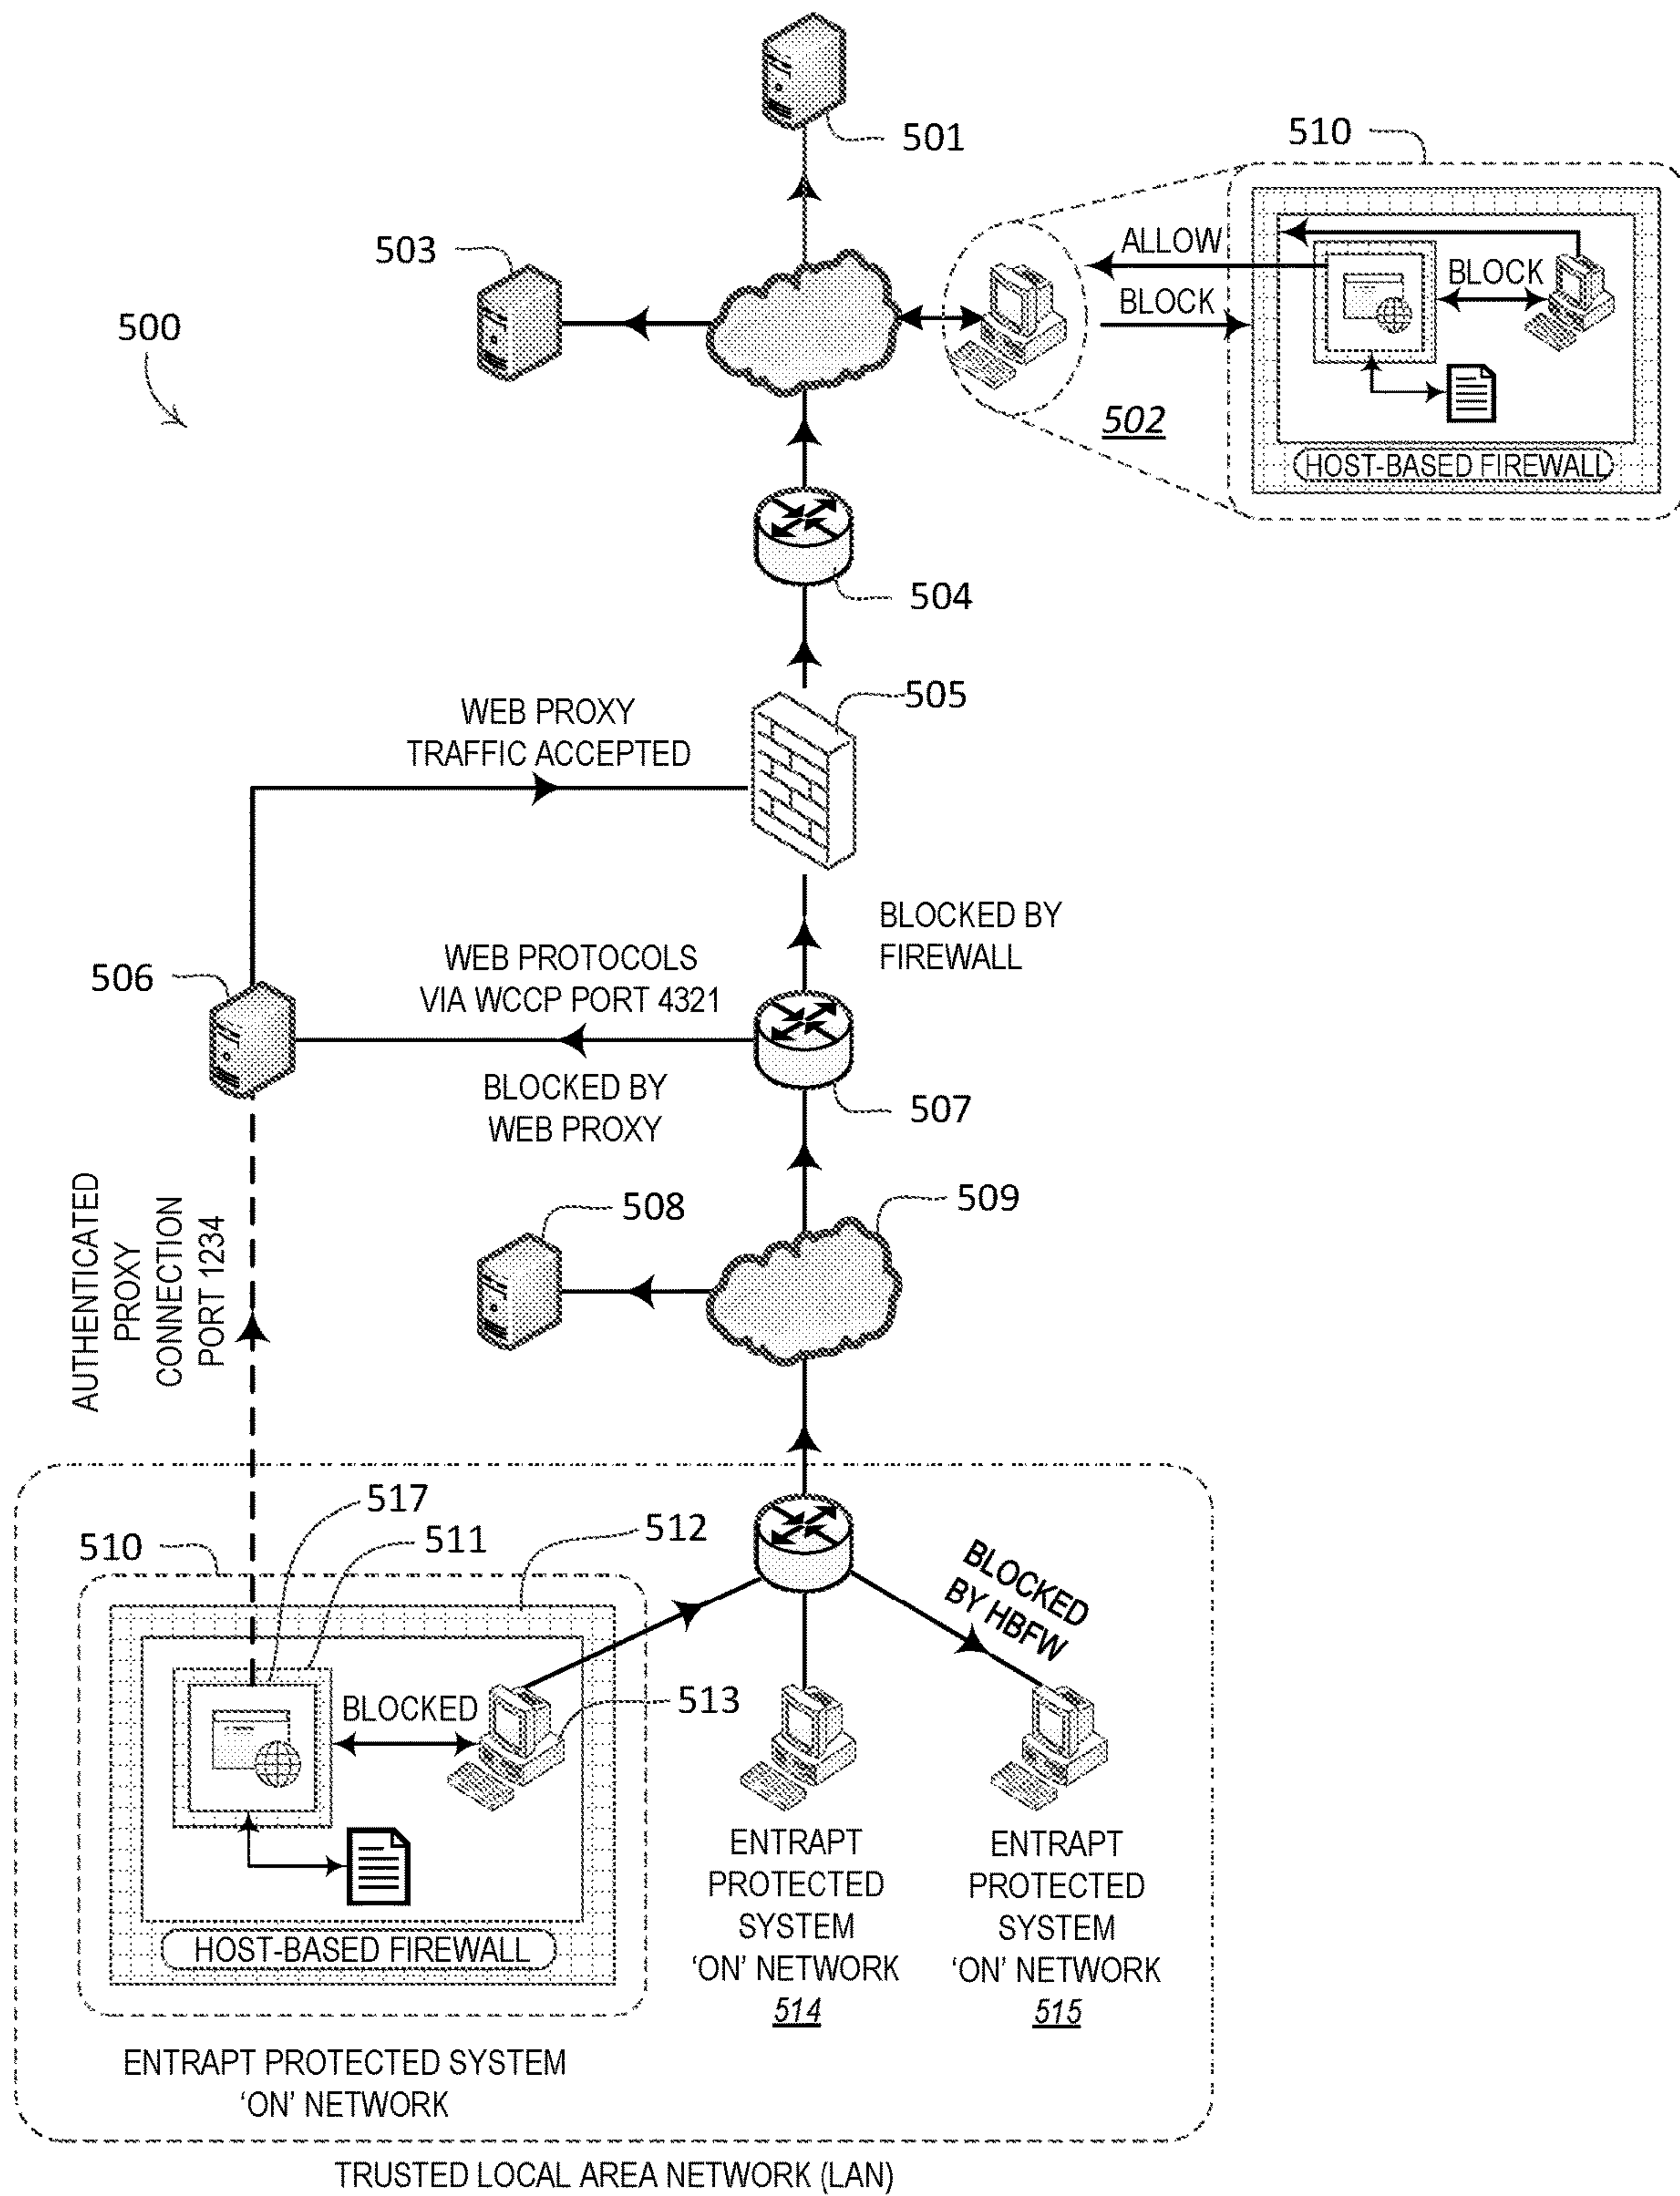 501
510
503
ALLOW
BLOCK
BLOCK
500
502
HOST-BASED FIREWALL
504
505
WEB PROXY
TRAFFIC ACCEPTED
BLOCKED BY
FIREWALL
506
WEB PROTOCOLS
VIA WCCP PORT 4321
BLOCKED BY
WEB PROXY
507
AUTHENTICATED
PROXY
CONNECTION
PORT 1234
508
509
517
510
511
512
BLOCKED
BY HBFW
BLOCKED
513
HOST-BASED FIREWALL
ENTRAPT
PROTECTED
SYSTEM
'ON' NETWORK
514
ENTRAPT
PROTECTED
SYSTEM
'ON' NETWORK
515
ENTRAPT PROTECTED SYSTEM
'ON' NETWORK
TRUSTED LOCAL AREA NETWORK (LAN)